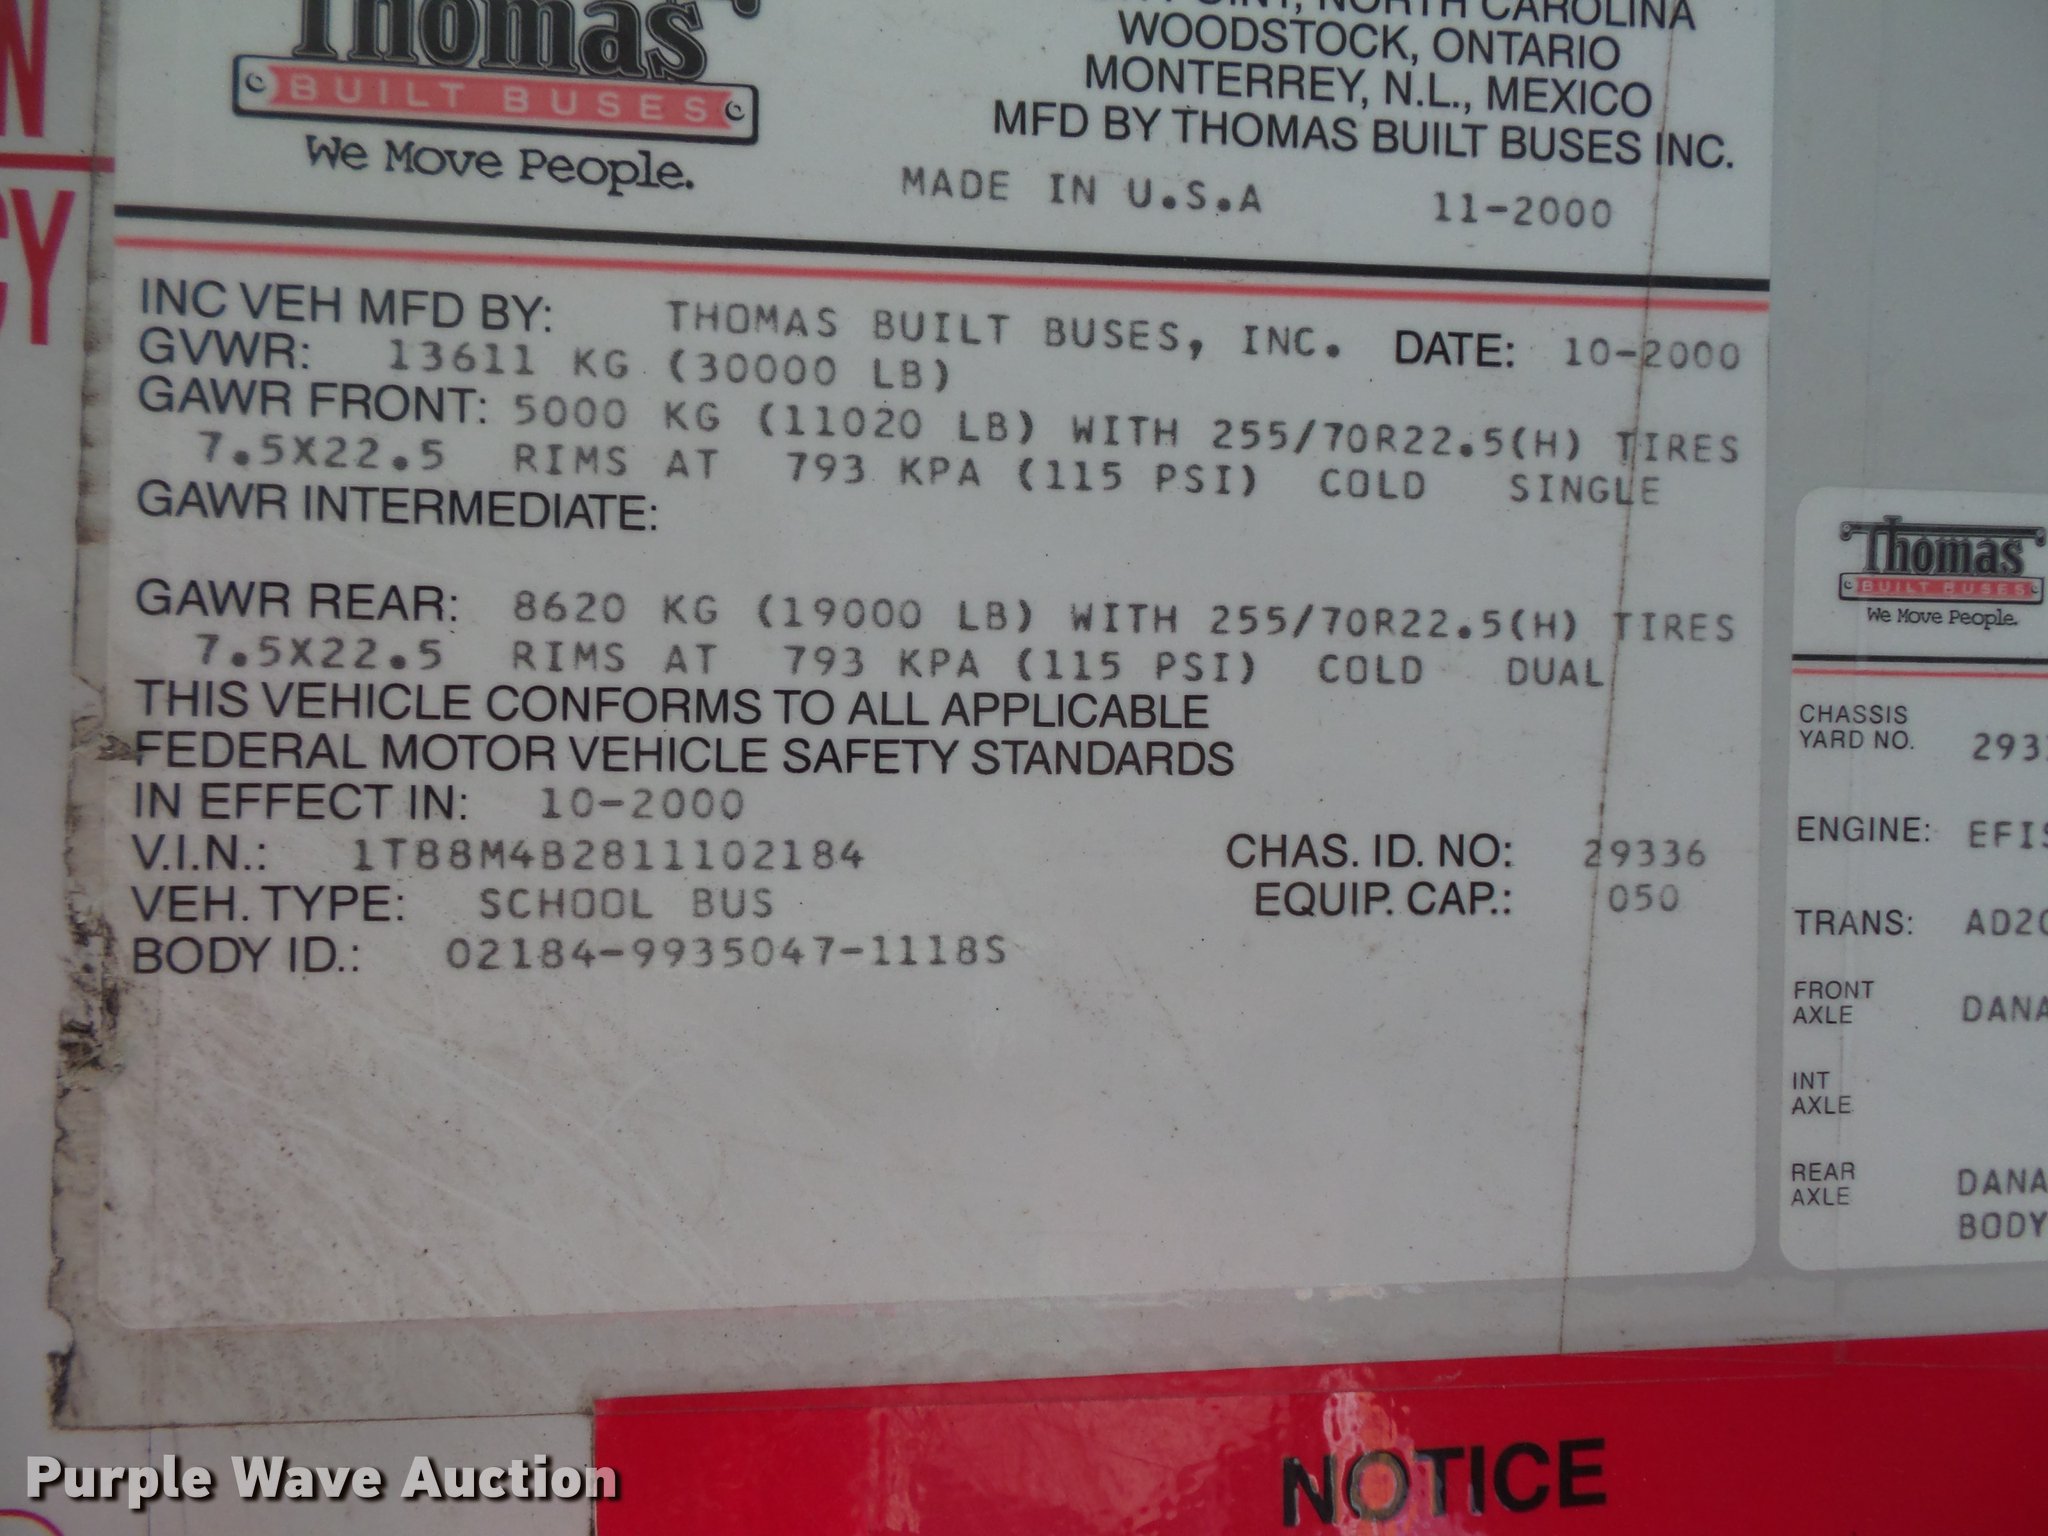 Thomas
BUILT BUSES
We Move People.
POINT, NORTH CAROLINA
WOODSTOCK, ONTARIO
MONTERREY, N.L., MEXICO
MFD BY THOMAS BUILT BUSES INC.
MADE IN U.S.A 11-2000
INC VEH MFD BY: THOMAS BUILT BUSES, INC. DATE: 10-2000
GVWR: 13611 KG (30000 LB)
GAWR FRONT: 5000 KG (11020 LB) WITH 255/70R22.5(H) TIRES
7.5X22.5 RIMS AT 793 KPA (115 PSI) COLD SINGLE
GAWR INTERMEDIATE:
GAWR REAR: 8620 KG (19000 LB) WITH 255/70R22.5(H) TIRES
7.5X22.5 RIMS AT 793 KPA (115 PSI) COLD DUAL
THIS VEHICLE CONFORMS TO ALL APPLICABLE
FEDERAL MOTOR VEHICLE SAFETY STANDARDS
IN EFFECT IN: 10-2000
V.I.N.: 1T88M4B2811102184 CHAS. ID. NO: 29336
VEH. TYPE: SCHOOL BUS EQUIP. CAP.: 050
BODY ID.: 02184-9935047-1118S
Thomas
BUILT BUSES
We Move People.
CHASSIS
YARD NO. 293
ENGINE: EFIS
TRANS: AD20
FRONT
AXLE DANA
INT
AXLE
REAR
AXLE DANA
BODY
NOTICE
Purple Wave Auction